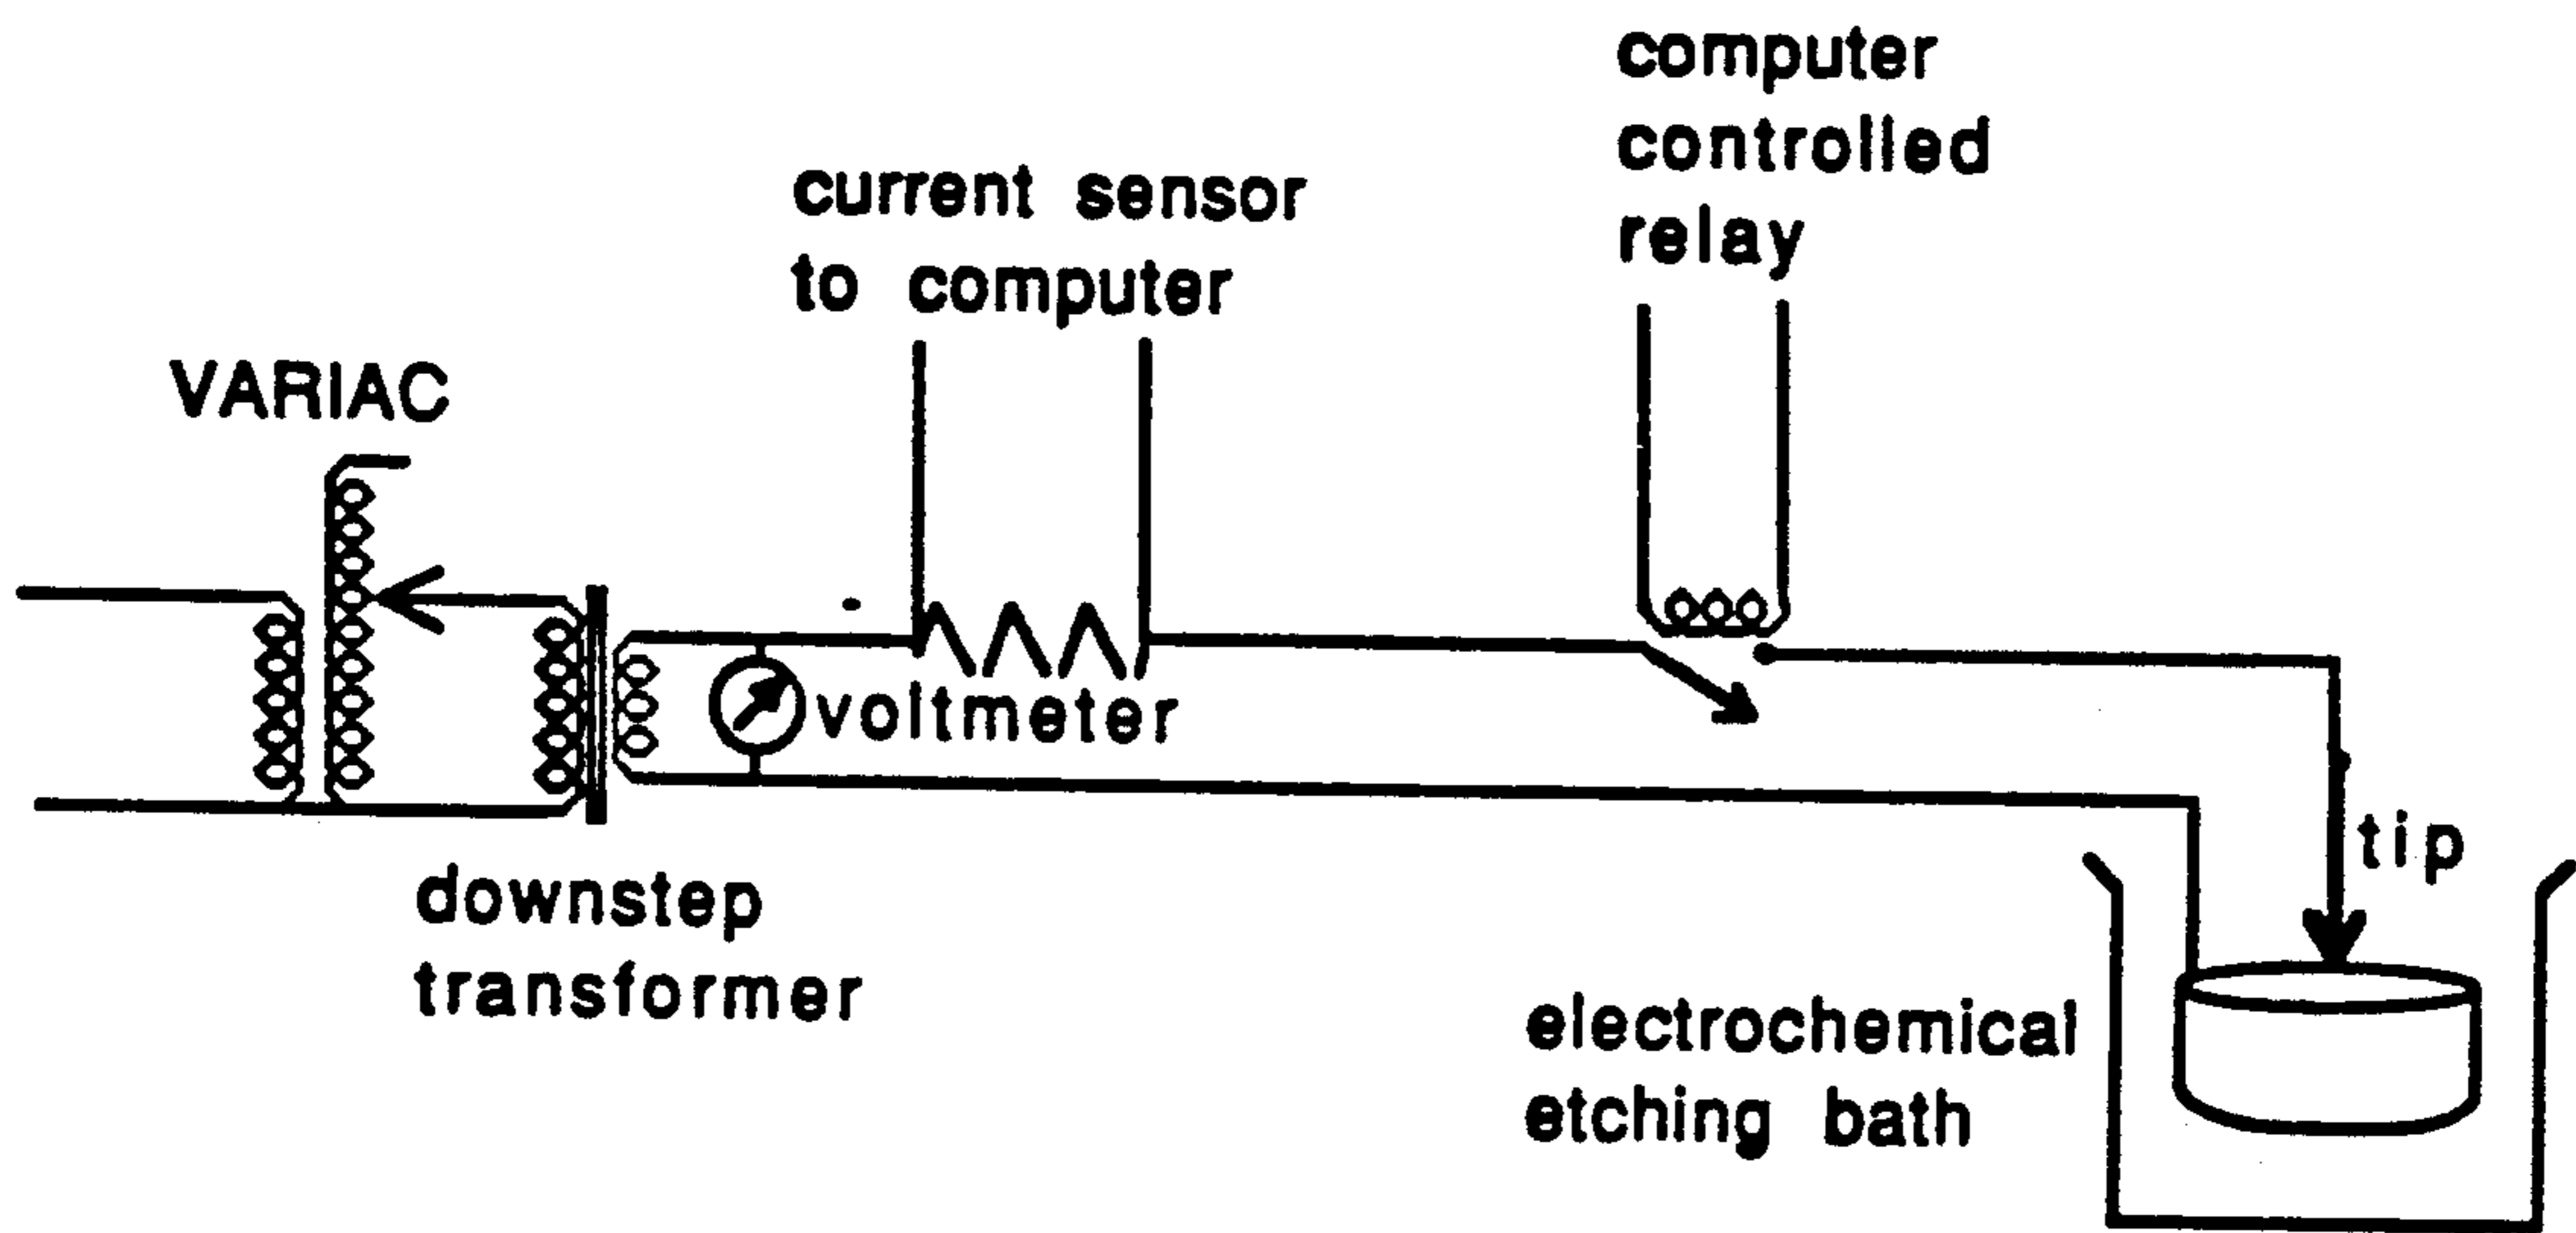 computer
controlled
relay
current sensor
to computer
VARIAC
voltmeter
tip
downstep
transformer
electrochemical
etching bath